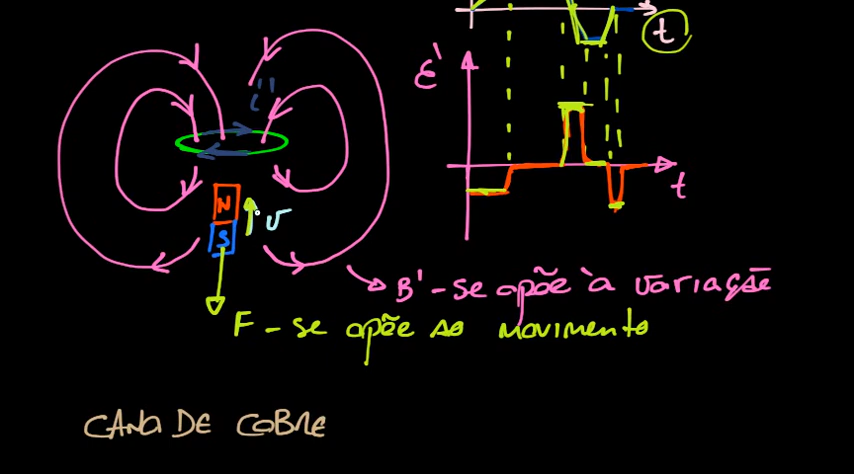 t
ε'
i'
N
S
v
t
B' - se opõe à variação
F - se opõe ao movimento
CANO DE COBRE